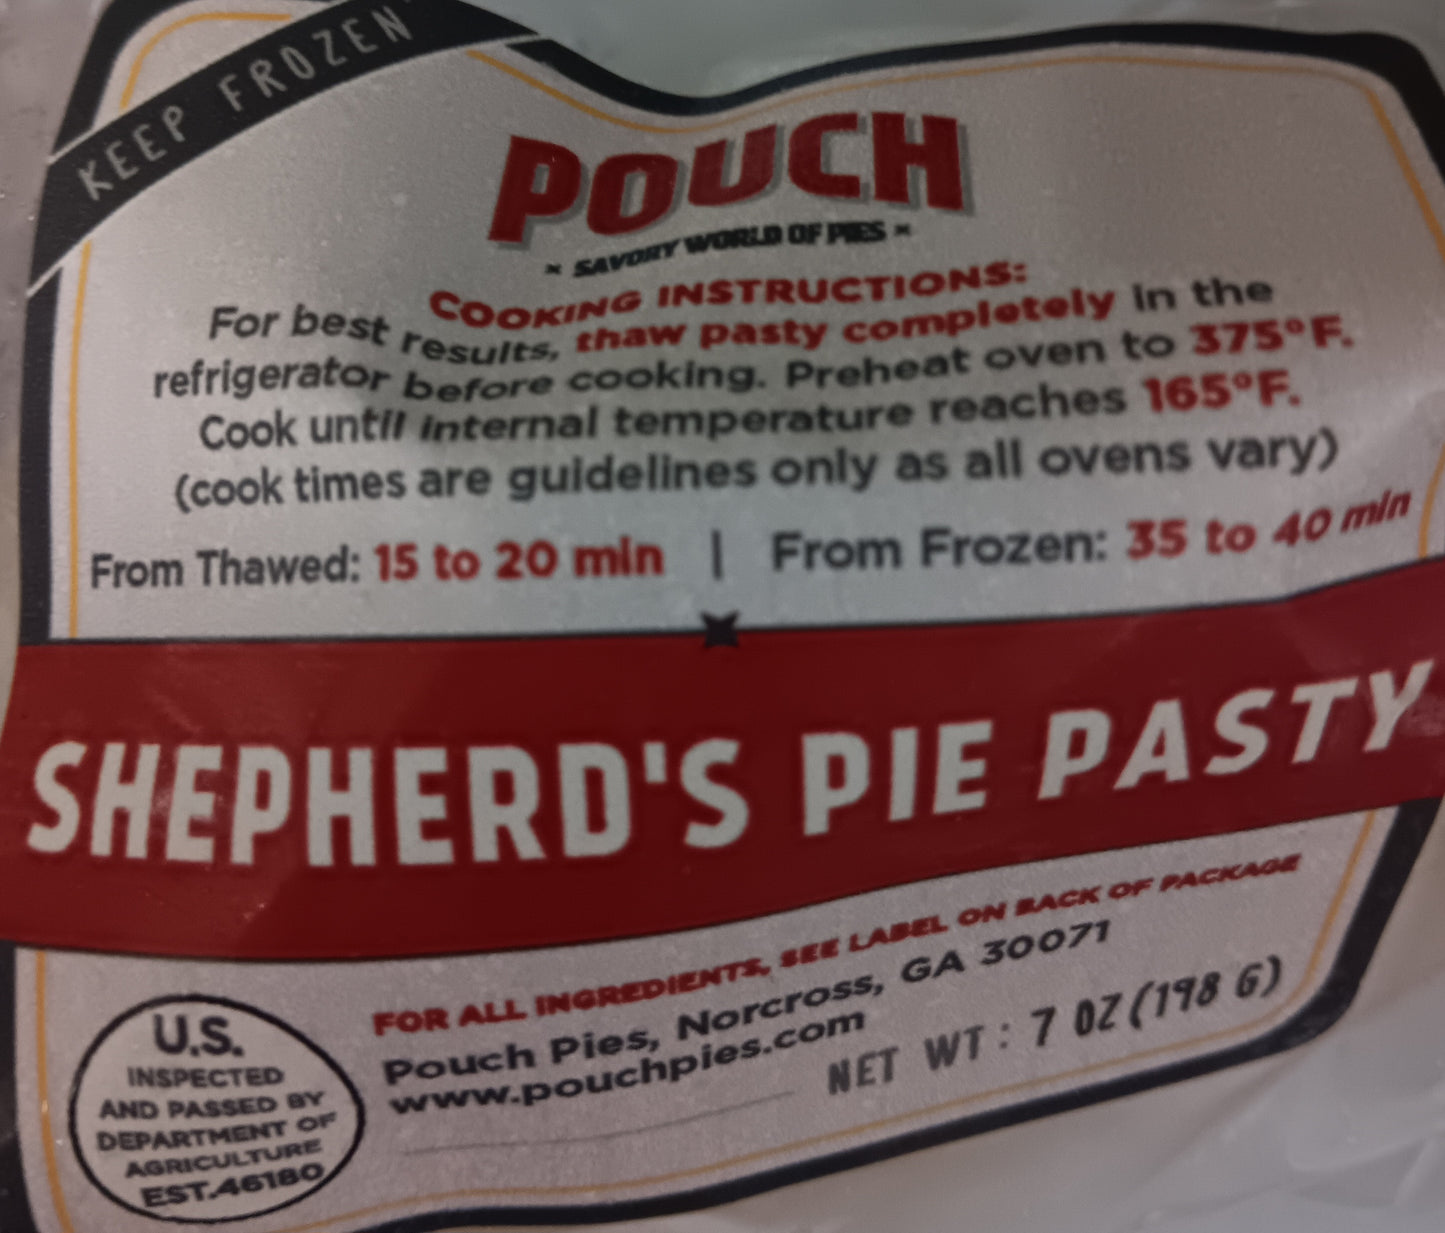 KEEP FROZEN
POUCH
× SAVORY WORLD OF PIES ×
COOKING INSTRUCTIONS:
For best results, thaw pasty completely in the
refrigerator before cooking. Preheat oven to 375°F.
Cook until internal temperature reaches 165°F.
(cook times are guidelines only as all ovens vary)
From Thawed: 15 to 20 min | From Frozen: 35 to 40 min
SHEPHERD'S PIE PASTY
FOR ALL INGREDIENTS, SEE LABEL ON BACK OF PACKAGE
Pouch Pies, Norcross, GA 30071
www.pouchpies.com
NET WT: 7 OZ (198 G)
U.S.
INSPECTED
AND PASSED BY
DEPARTMENT OF
AGRICULTURE
EST.46180